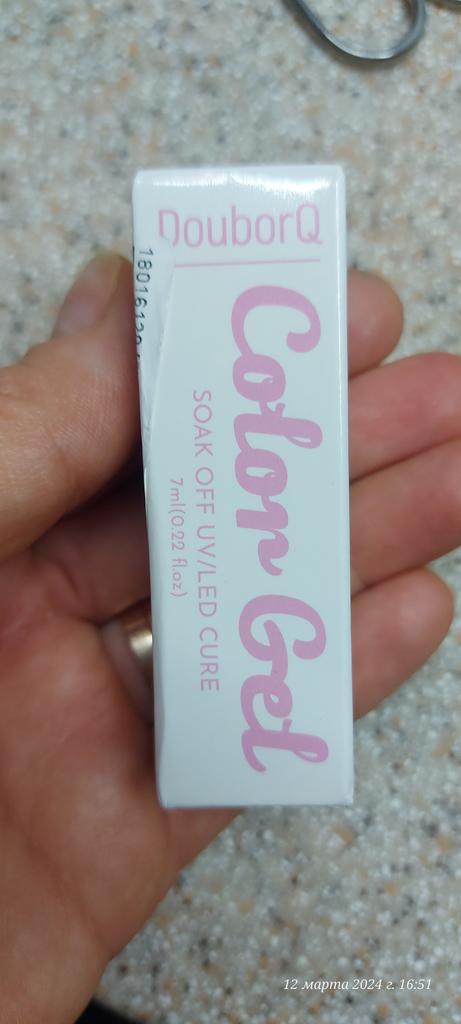 DouborQ
Color Gel
SOAK OFF UV/LED CURE
7ml(0.22 fl.oz)
12 марта 2024 г. 16:51